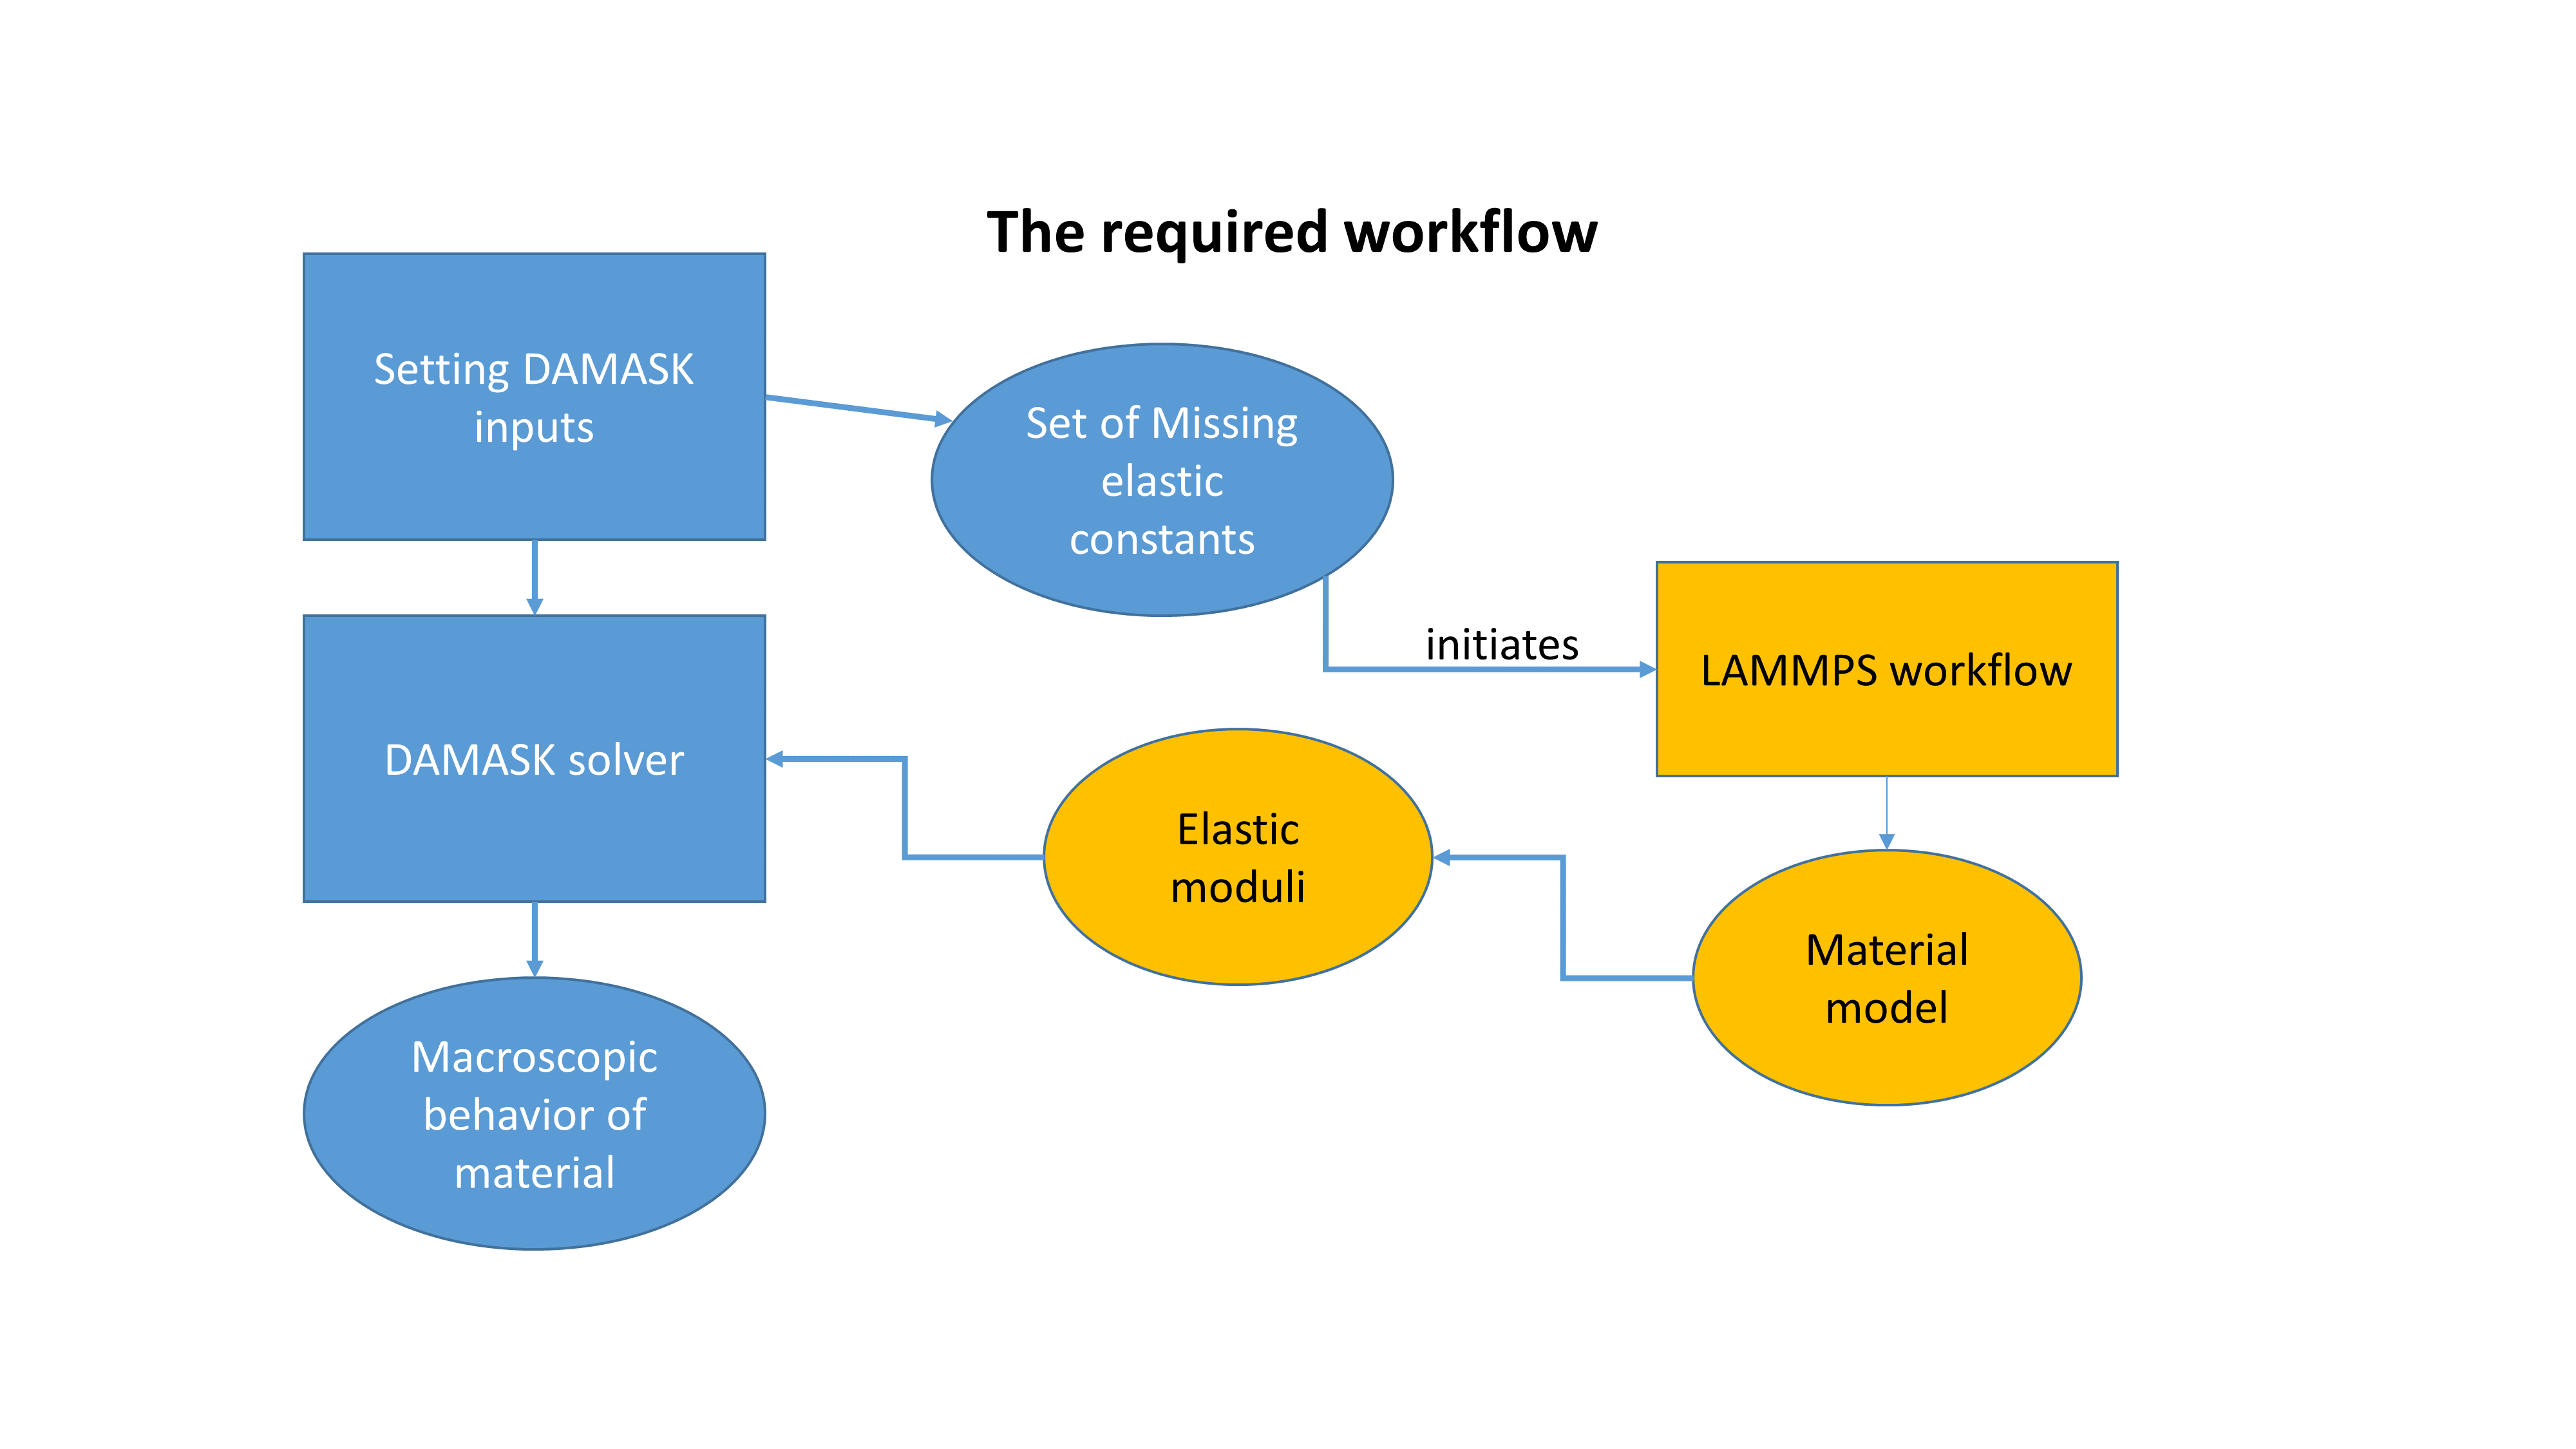 The required workflow
Setting DAMASK
inputs
Set of Missing
elastic
constants
initiates
LAMMPS workflow
DAMASK solver
Elastic
moduli
Material
model
Macroscopic
behavior of
material